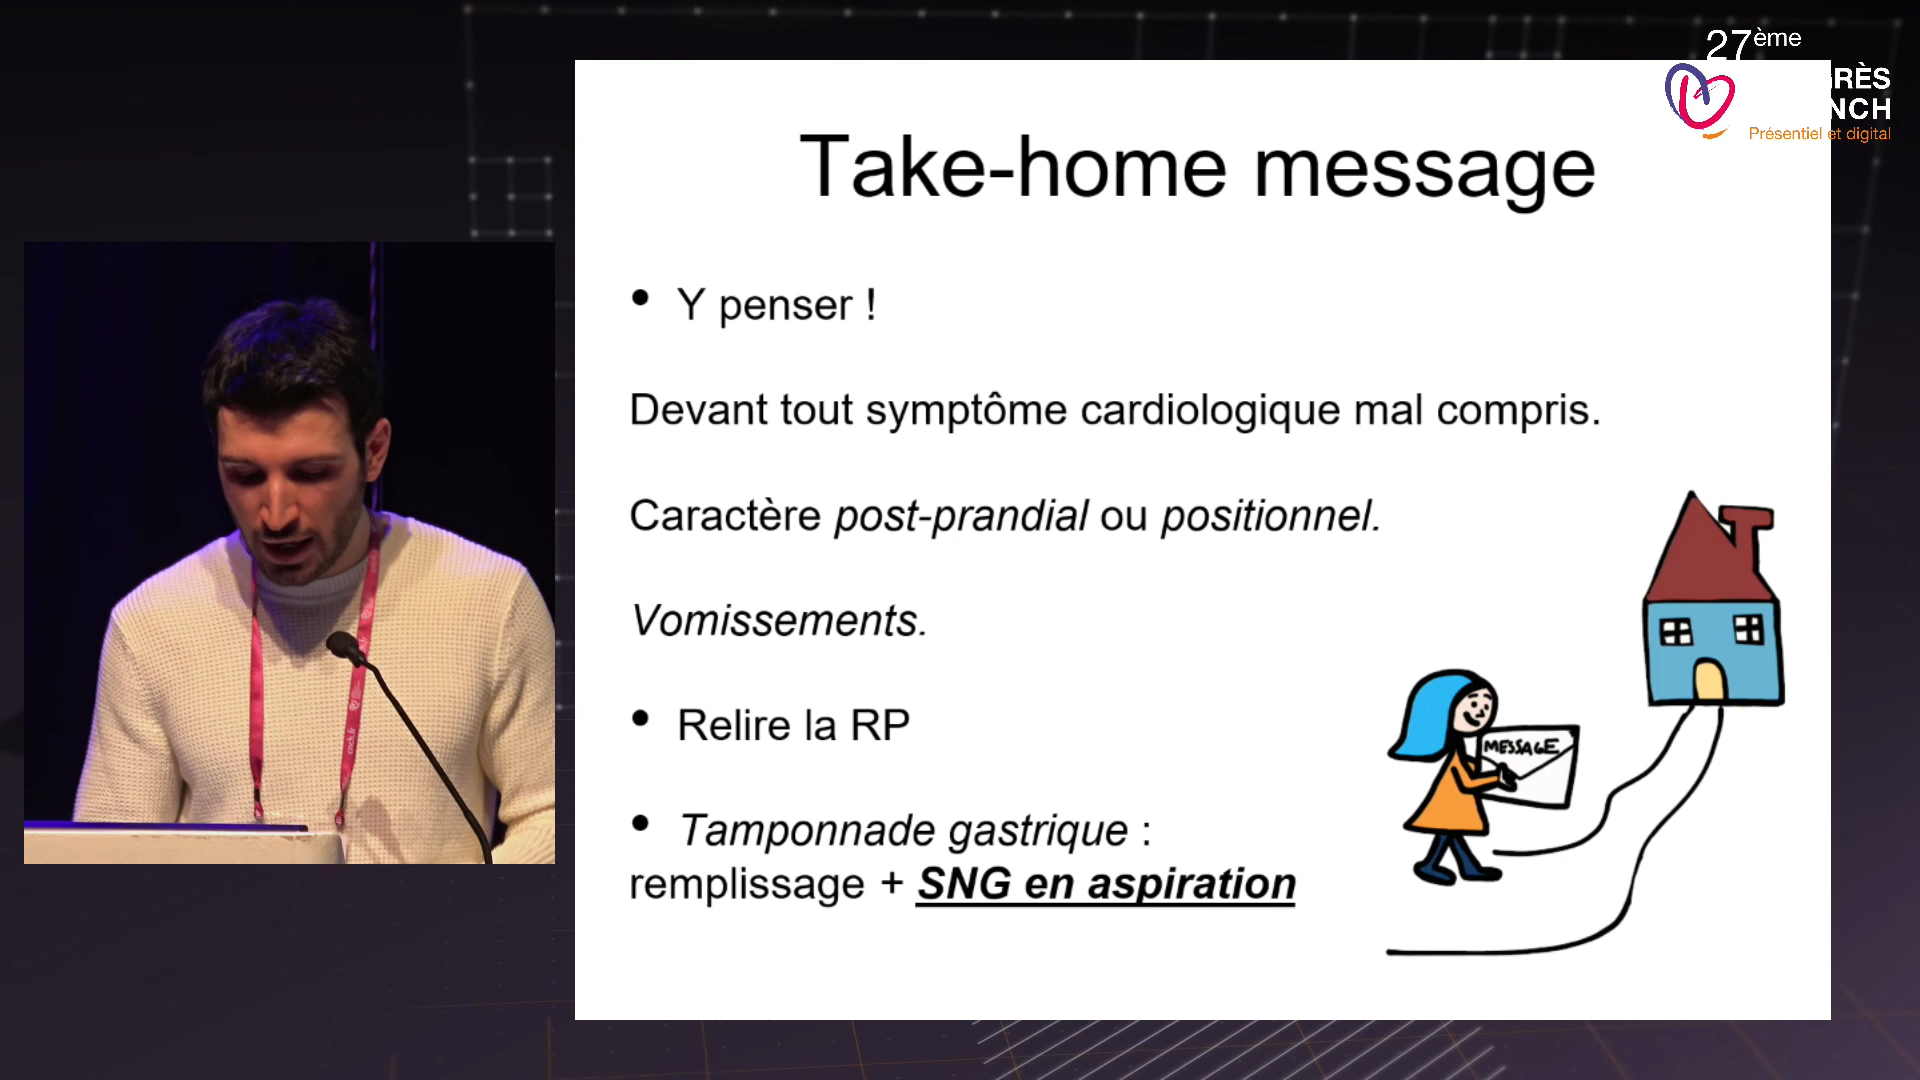 27ème
RÈS
NCH
Présentiel et digital
Take-home message
• Y penser !
Devant tout symptôme cardiologique mal compris.
Caractère post-prandial ou positionnel.
Vomissements.
• Relire la RP
MESSAGE
• Tamponnade gastrique :
remplissage + SNG en aspiration